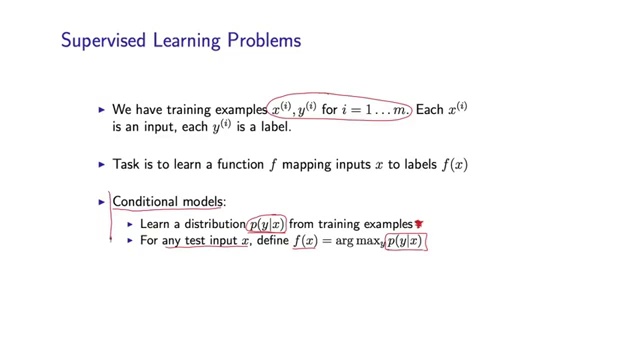 Supervised Learning Problems
▶ We have training examples x^(i), y^(i) for i = 1 . . . m. Each x^(i)
is an input, each y^(i) is a label.
▶ Task is to learn a function f mapping inputs x to labels f(x)
▶ Conditional models:
▶ Learn a distribution p(y|x) from training examples
▶ For any test input x, define f(x) = arg max_y p(y|x)